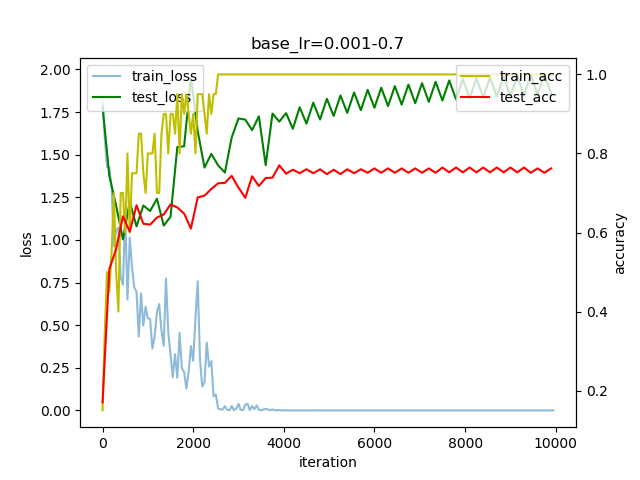 base_lr=0.001-0.7
train_loss
test_loss
train_acc
test_acc
2.00
1.75
1.50
1.25
1.00
0.75
0.50
0.25
0.00
loss
1.0
0.8
0.6
0.4
0.2
accuracy
0 2000 4000 6000 8000 10000
iteration